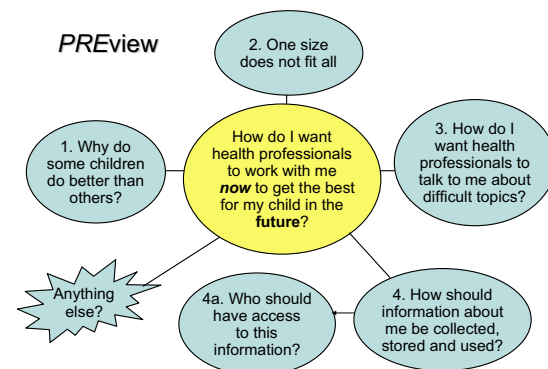 PREview
2. One size
does not fit all
1. Why do
some children
do better than
others?
How do I want
health professionals
to work with me
now to get the best
for my child in the
future?
3. How do I
want health
professionals to
talk to me about
difficult topics?
Anything
else?
4a. Who should
have access
to this
information?
4. How should
information about
me be collected,
stored and used?